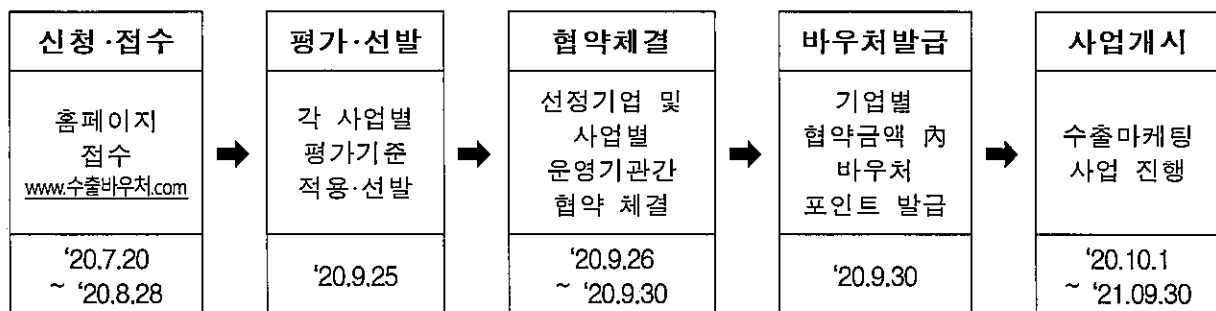 신청·접수
홈페이지
접수
www.수출바우처.com
‘20.7.20
~ ‘20.8.28
평가·선발
각 사업별
평가기준
적용·선발
‘20.9.25
협약체결
선정기업 및
사업별
운영기관간
협약 체결
‘20.9.26
~ ‘20.9.30
바우처발급
기업별
협약금액 內
바우처
포인트 발급
‘20.9.30
사업개시
수출마케팅
사업 진행
‘20.10.1
~ ‘21.09.30